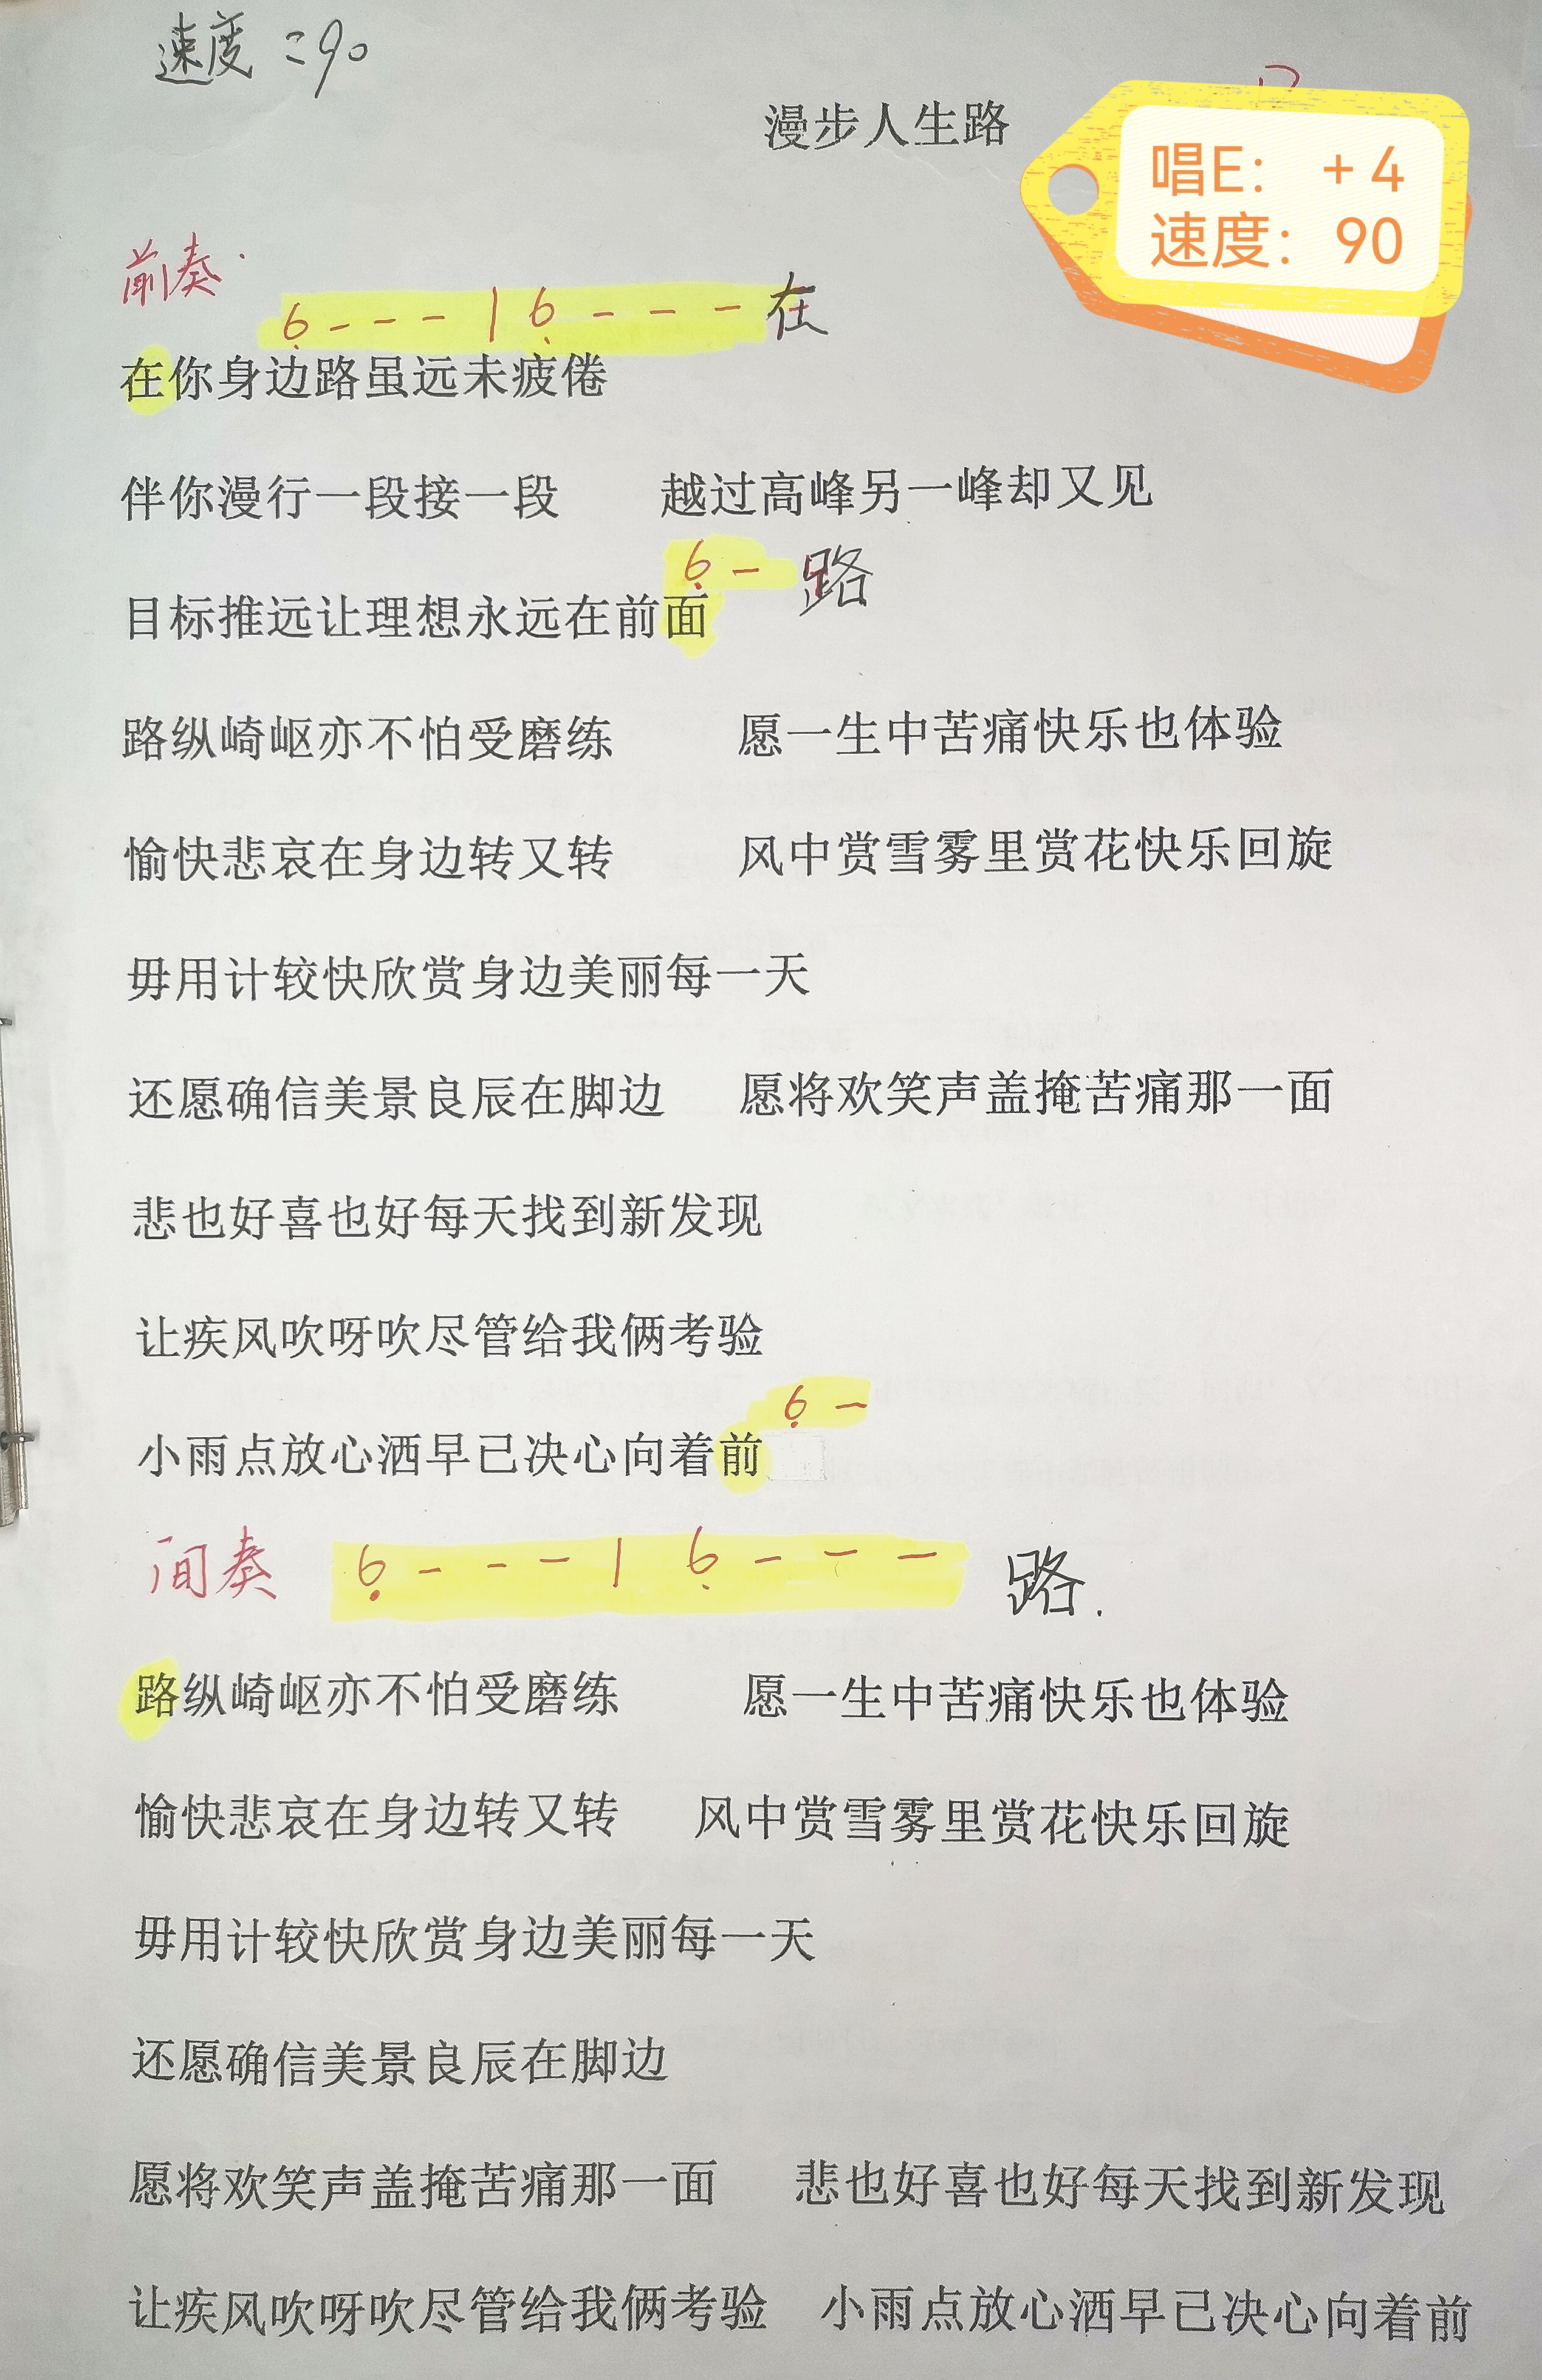 速度=90
漫步人生路
唱E： +4
速度：90
前奏
6 - - - | 6 - - - 在
在你身边路虽远未疲倦
伴你漫行一段接一段 越过高峰另一峰却又见
6 - 路
目标推远让理想永远在前面
路纵崎岖亦不怕受磨练 愿一生中苦痛快乐也体验
愉快悲哀在身边转又转 风中赏雪雾里赏花快乐回旋
毋用计较快欣赏身边美丽每一天
还愿确信美景良辰在脚边 愿将欢笑声盖掩苦痛那一面
悲也好喜也好每天找到新发现
让疾风吹呀吹尽管给我俩考验
6 -
小雨点放心洒早已决心向着前
间奏 6 - - - | 6 - - - 路.
路纵崎岖亦不怕受磨练 愿一生中苦痛快乐也体验
愉快悲哀在身边转又转 风中赏雪雾里赏花快乐回旋
毋用计较快欣赏身边美丽每一天
还愿确信美景良辰在脚边
愿将欢笑声盖掩苦痛那一面 悲也好喜也好每天找到新发现
让疾风吹呀吹尽管给我俩考验 小雨点放心洒早已决心向着前